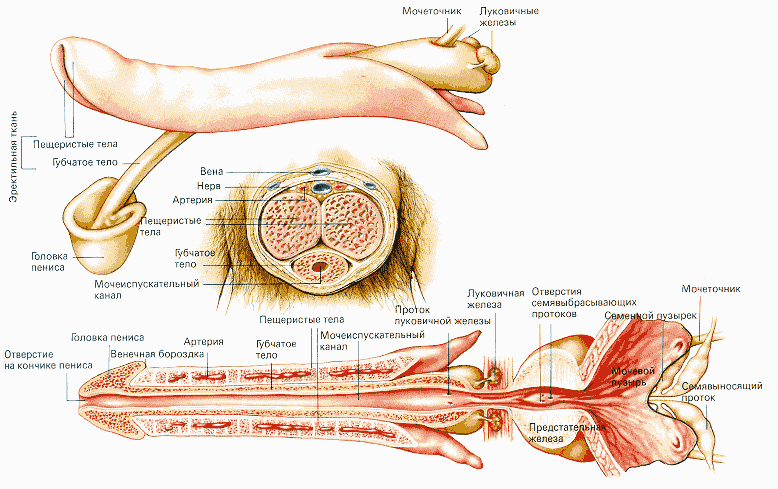 Мочеточник
Луковичные
железы
Эректильная ткань
Пещеристые тела
Губчатое тело
Головка
пениса
Вена
Нерв
Артерия
Пещеристые
тела
Губчатое
тело
Мочеиспускательный
канал
Отверстие
на кончике пениса
Головка пениса
Венечная бороздка
Артерия
Губчатое
тело
Пещеристые тела
Мочеиспускательный
канал
Проток
луковичной железы
Луковичная
железа
Отверстия
семявыбрасывающих
протоков
Семенной пузырек
Мочеточник
Мочевой
пузырь
Семявыносящий
проток
Предстательная
железа